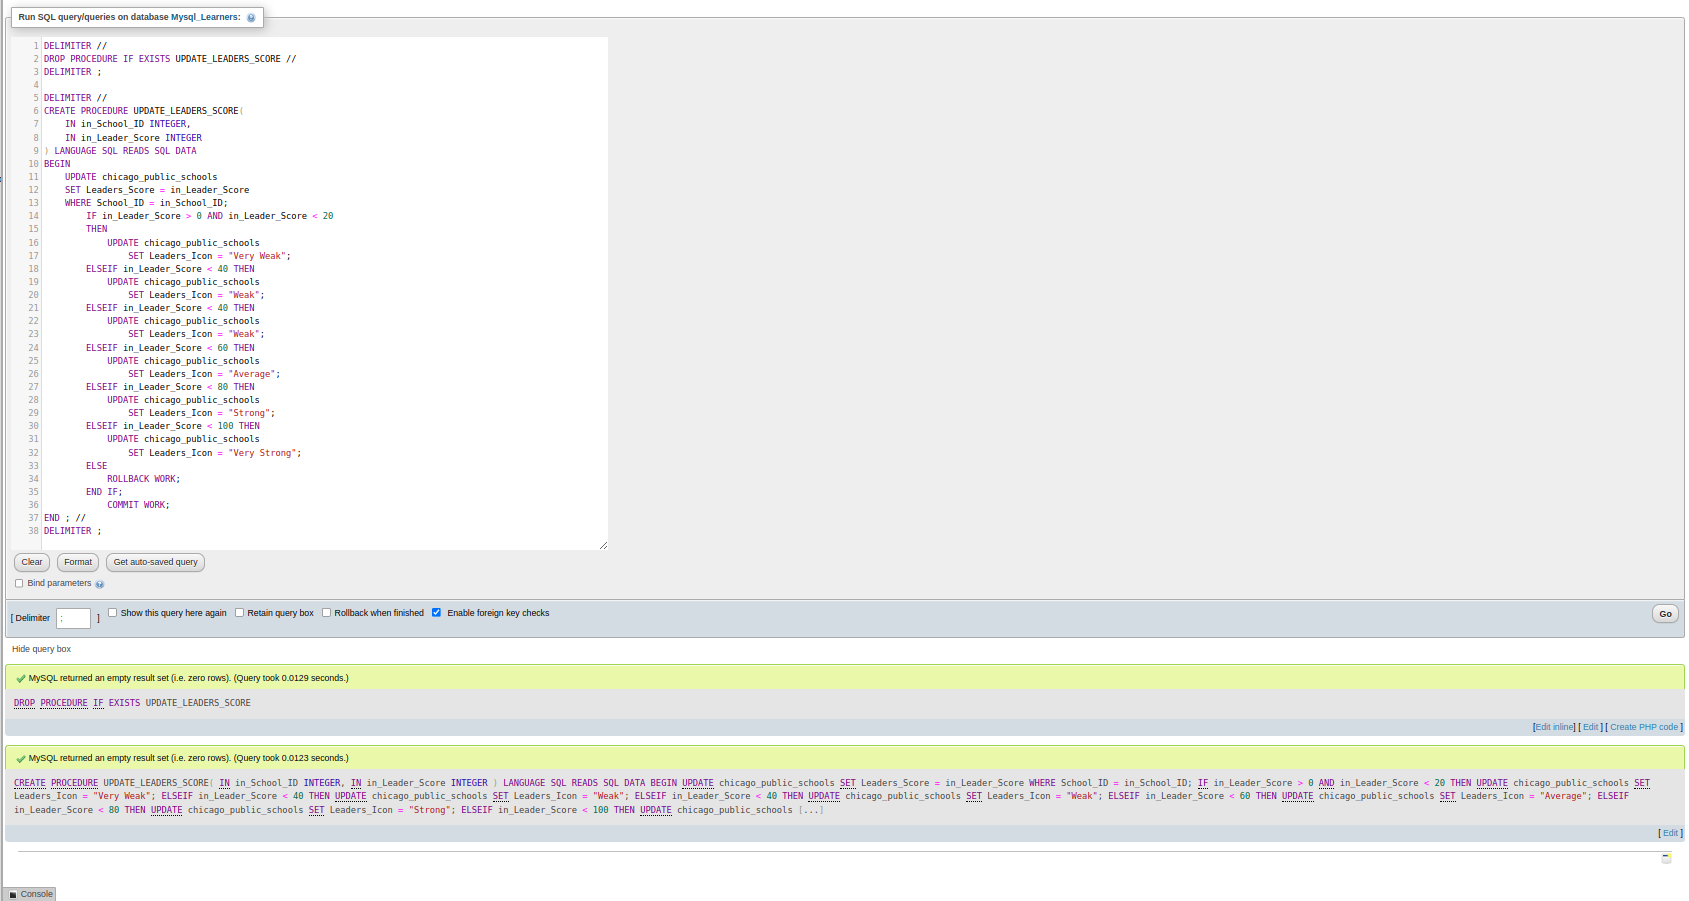 Run SQL query/queries on database Mysql_Learners:
1 DELIMITER //
2 DROP PROCEDURE IF EXISTS UPDATE_LEADERS_SCORE //
3 DELIMITER ;
4
5 DELIMITER //
6 CREATE PROCEDURE UPDATE_LEADERS_SCORE(
7 IN in_School_ID INTEGER,
8 IN in_Leader_Score INTEGER
9 ) LANGUAGE SQL READS SQL DATA
10 BEGIN
11 UPDATE chicago_public_schools
12 SET Leaders_Score = in_Leader_Score
13 WHERE School_ID = in_School_ID;
14 IF in_Leader_Score > 0 AND in_Leader_Score < 20
15 THEN
16 UPDATE chicago_public_schools
17 SET Leaders_Icon = "Very Weak";
18 ELSEIF in_Leader_Score < 40 THEN
19 UPDATE chicago_public_schools
20 SET Leaders_Icon = "Weak";
21 ELSEIF in_Leader_Score < 40 THEN
22 UPDATE chicago_public_schools
23 SET Leaders_Icon = "Weak";
24 ELSEIF in_Leader_Score < 60 THEN
25 UPDATE chicago_public_schools
26 SET Leaders_Icon = "Average";
27 ELSEIF in_Leader_Score < 80 THEN
28 UPDATE chicago_public_schools
29 SET Leaders_Icon = "Strong";
30 ELSEIF in_Leader_Score < 100 THEN
31 UPDATE chicago_public_schools
32 SET Leaders_Icon = "Very Strong";
33 ELSE
34 ROLLBACK WORK;
35 END IF;
36 COMMIT WORK;
37 END ; //
38 DELIMITER ;
Clear Format Get auto-saved query
Bind parameters
[ Delimiter ; ] Show this query here again Retain query box Rollback when finished Enable foreign key checks Go
Hide query box
MySQL returned an empty result set (i.e. zero rows). (Query took 0.0129 seconds.)
DROP PROCEDURE IF EXISTS UPDATE_LEADERS_SCORE
[Edit inline] [ Edit ] [ Create PHP code ]
MySQL returned an empty result set (i.e. zero rows). (Query took 0.0123 seconds.)
CREATE PROCEDURE UPDATE_LEADERS_SCORE( IN in_School_ID INTEGER, IN in_Leader_Score INTEGER ) LANGUAGE SQL READS SQL DATA BEGIN UPDATE chicago_public_schools SET Leaders_Score = in_Leader_Score WHERE School_ID = in_School_ID; IF in_Leader_Score > 0 AND in_Leader_Score < 20 THEN UPDATE chicago_public_schools SET
Leaders_Icon = "Very Weak"; ELSEIF in_Leader_Score < 40 THEN UPDATE chicago_public_schools SET Leaders_Icon = "Weak"; ELSEIF in_Leader_Score < 40 THEN UPDATE chicago_public_schools SET Leaders_Icon = "Weak"; ELSEIF in_Leader_Score < 60 THEN UPDATE chicago_public_schools SET Leaders_Icon = "Average"; ELSEIF
in_Leader_Score < 80 THEN UPDATE chicago_public_schools SET Leaders_Icon = "Strong"; ELSEIF in_Leader_Score < 100 THEN UPDATE chicago_public_schools [...]
[ Edit ]
Console